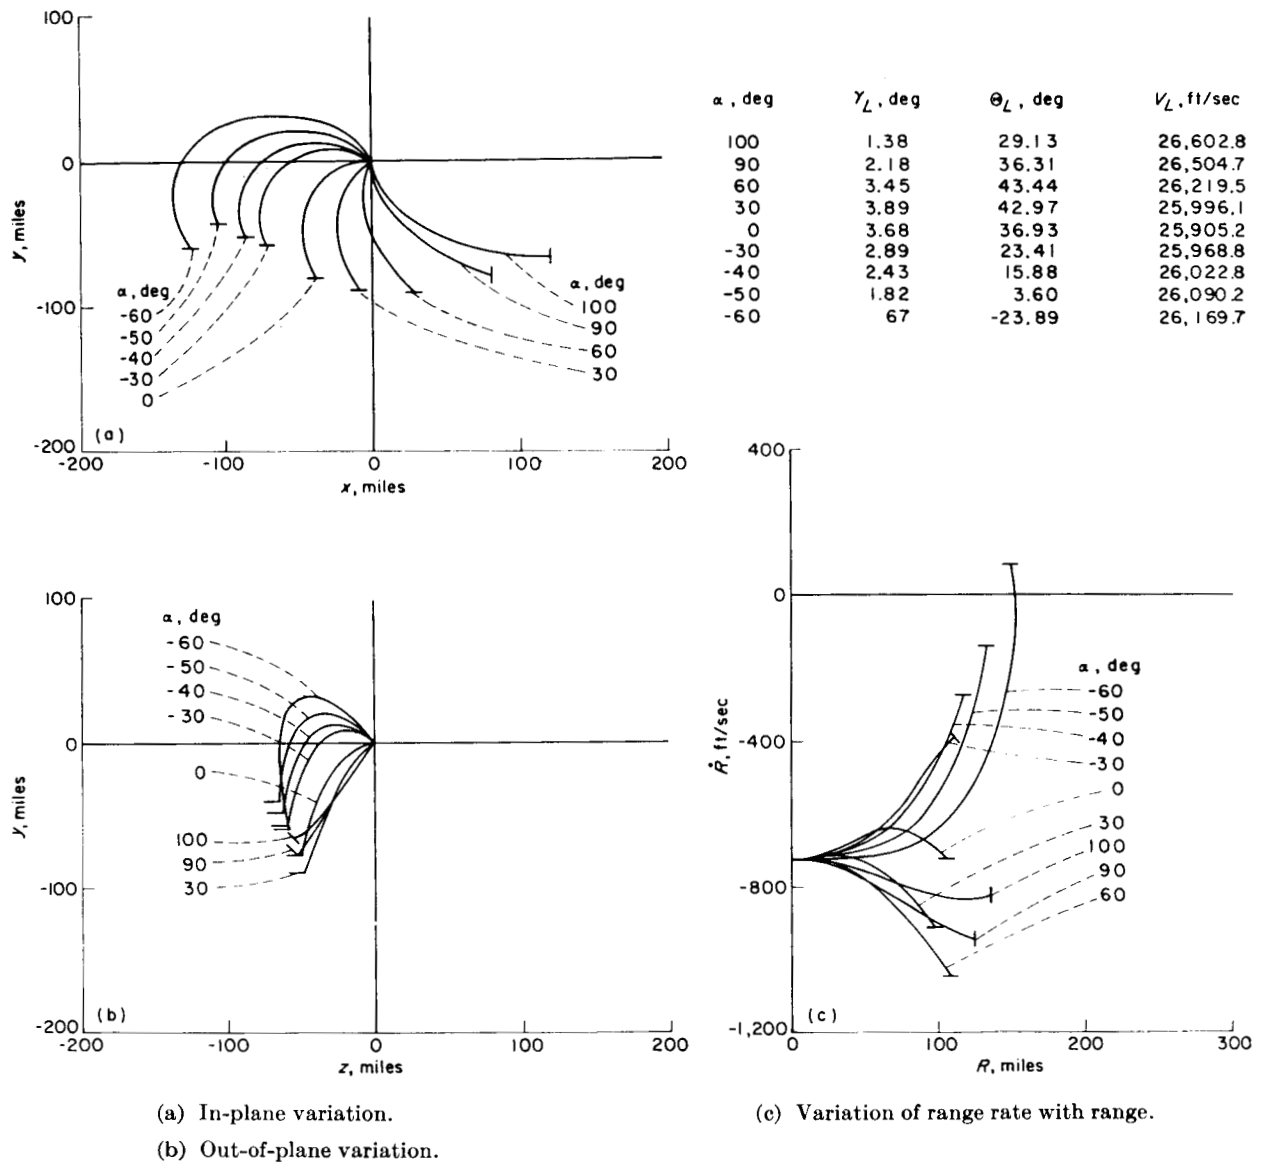 100
0
-100
-200
y, miles
-200 -100 0 100 200
x, miles
α, deg
-60
-50
-40
-30
0
α, deg
100
90
60
30
(a)
α, deg γL, deg ΘL, deg VL, ft/sec
100 1.38 29.13 26,602.8
90 2.18 36.31 26,504.7
60 3.45 43.44 26,219.5
30 3.89 42.97 25,996.1
0 3.68 36.93 25,905.2
-30 2.89 23.41 25,968.8
-40 2.43 15.88 26,022.8
-50 1.82 3.60 26,090.2
-60 67 -23.89 26,169.7
100
0
-100
-200
y, miles
-200 -100 0 100 200
z, miles
α, deg
-60
-50
-40
-30
0
100
90
30
(b)
400
0
-400
-800
-1,200
Ṙ, ft/sec
0 100 200 300
R, miles
α, deg
-60
-50
-40
-30
0
30
100
90
60
(c)
(a) In-plane variation.
(b) Out-of-plane variation.
(c) Variation of range rate with range.